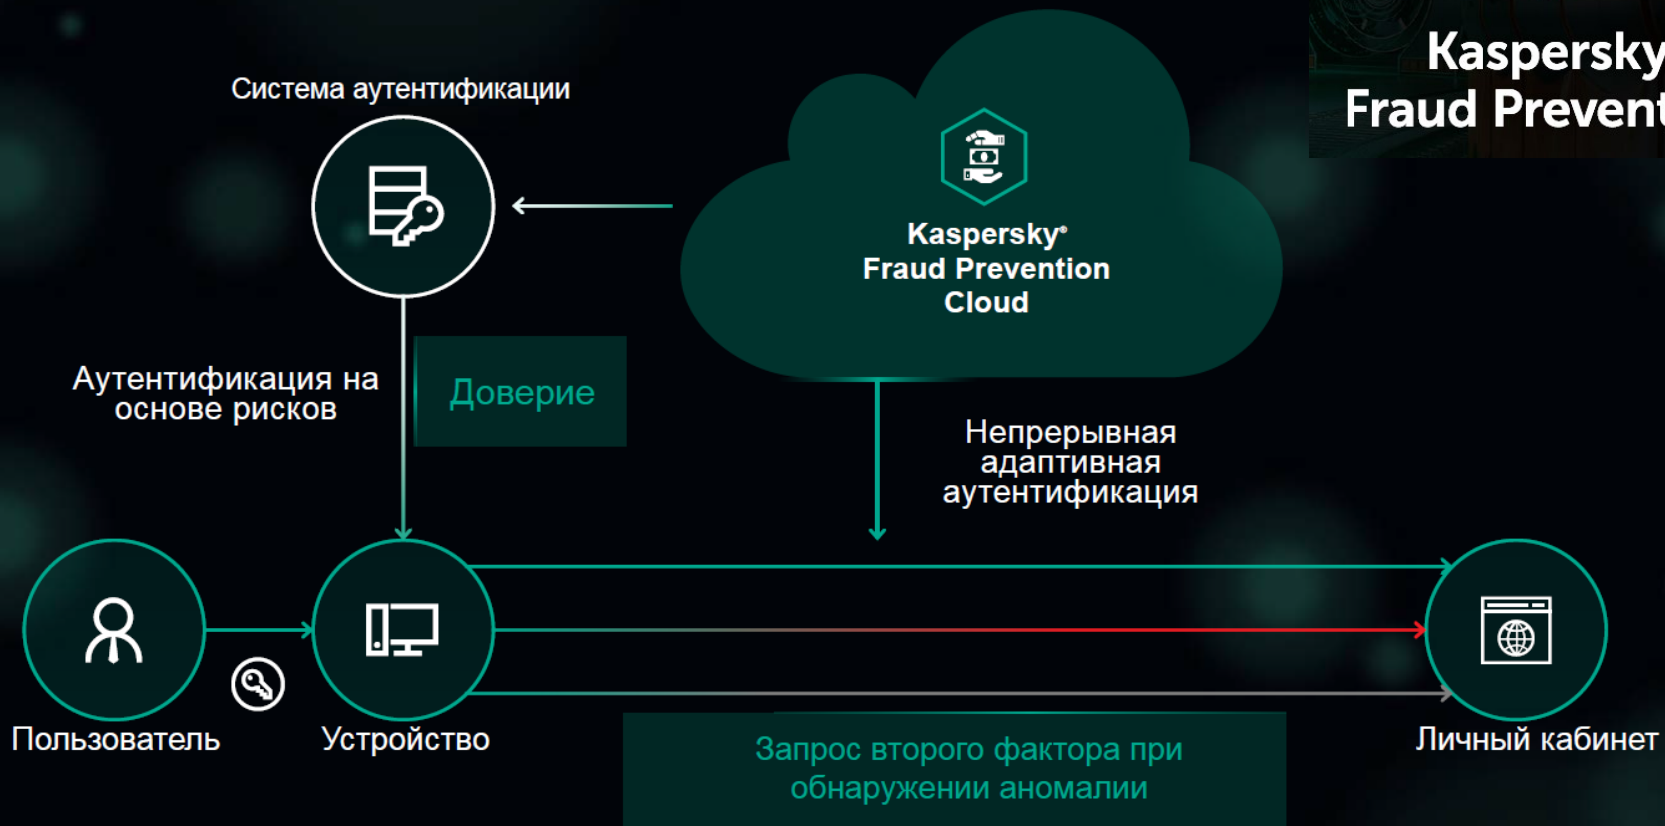 Kaspersky
Fraud Prevent
Система аутентификации
Kaspersky®
Fraud Prevention
Cloud
Аутентификация на
основе рисков
Доверие
Непрерывная
адаптивная
аутентификация
Пользователь
Устройство
Личный кабинет
Запрос второго фактора при
обнаружении аномалии